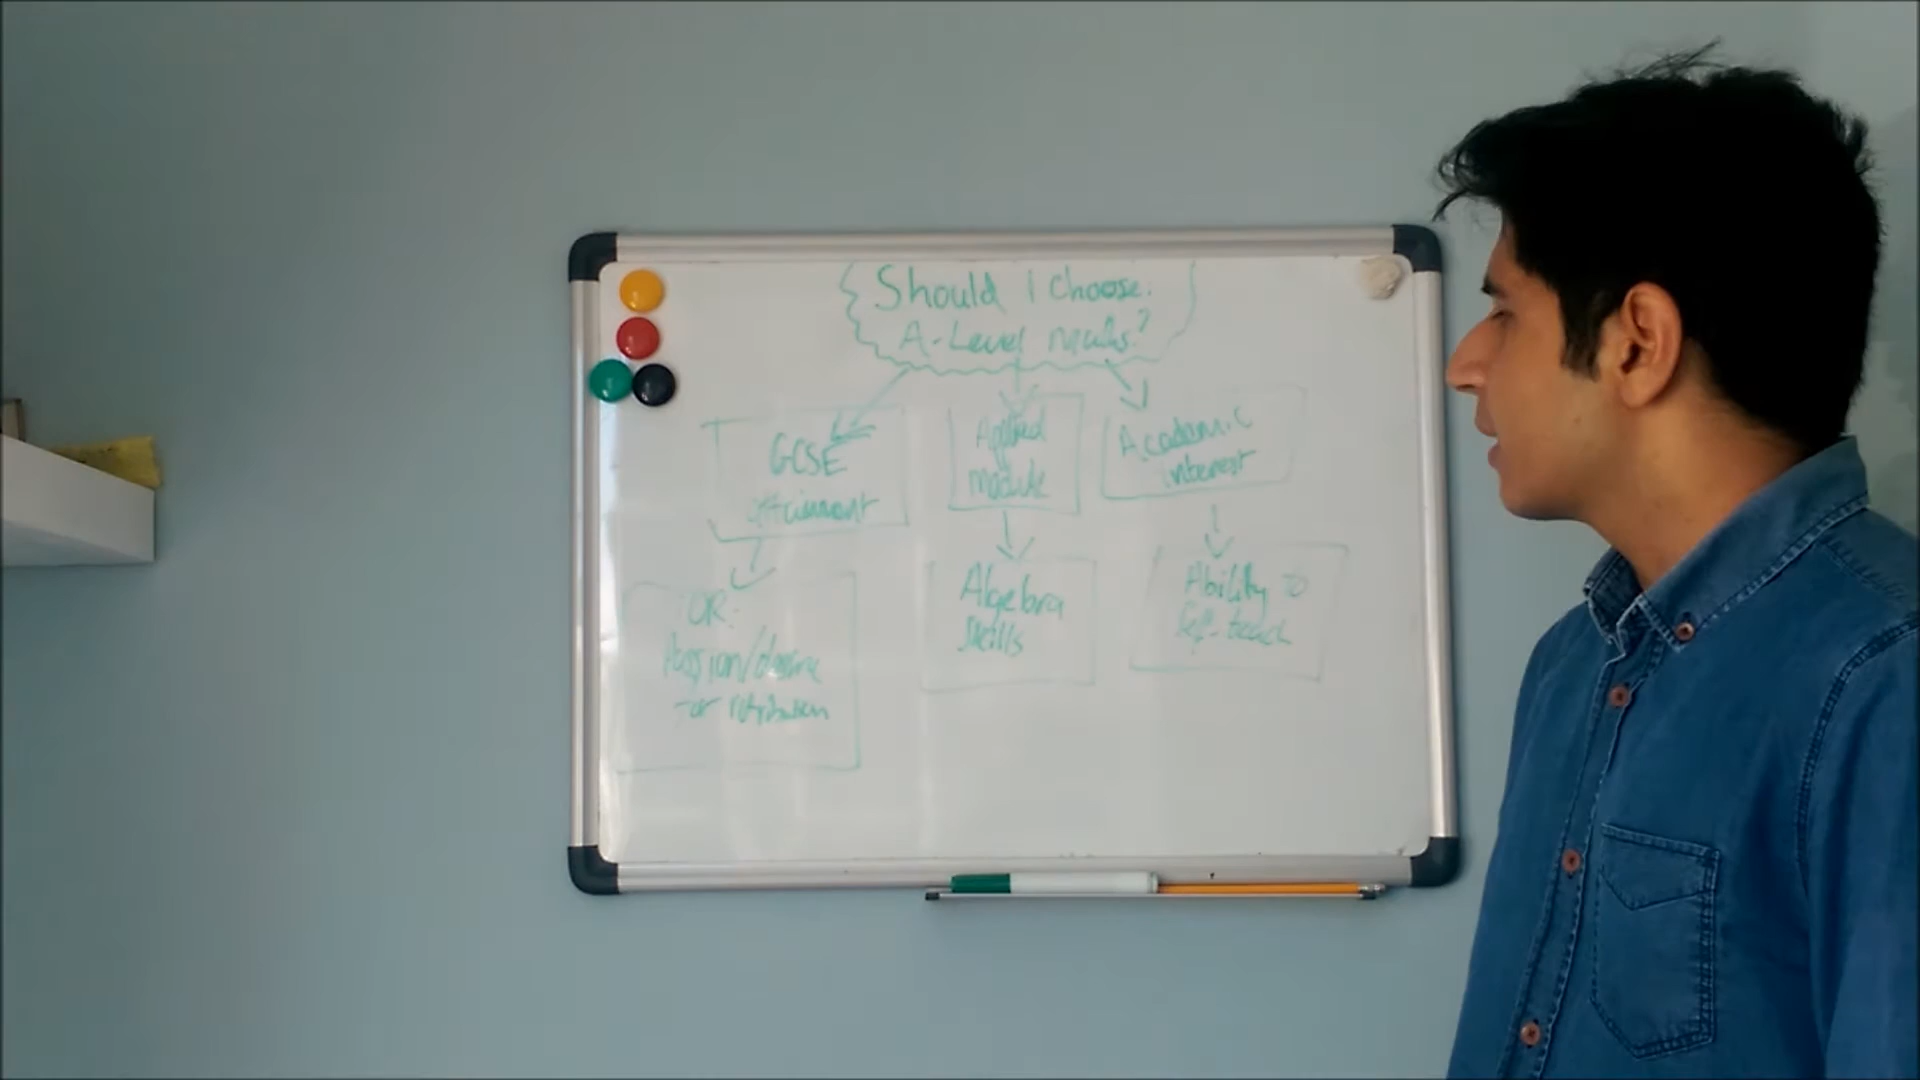 Should I choose:
A-Level maths?
GCSE
attainment
Applied
module
Academic
interest
OR:
Passion/desire
for
Algebra
skills
Ability to
self-teach